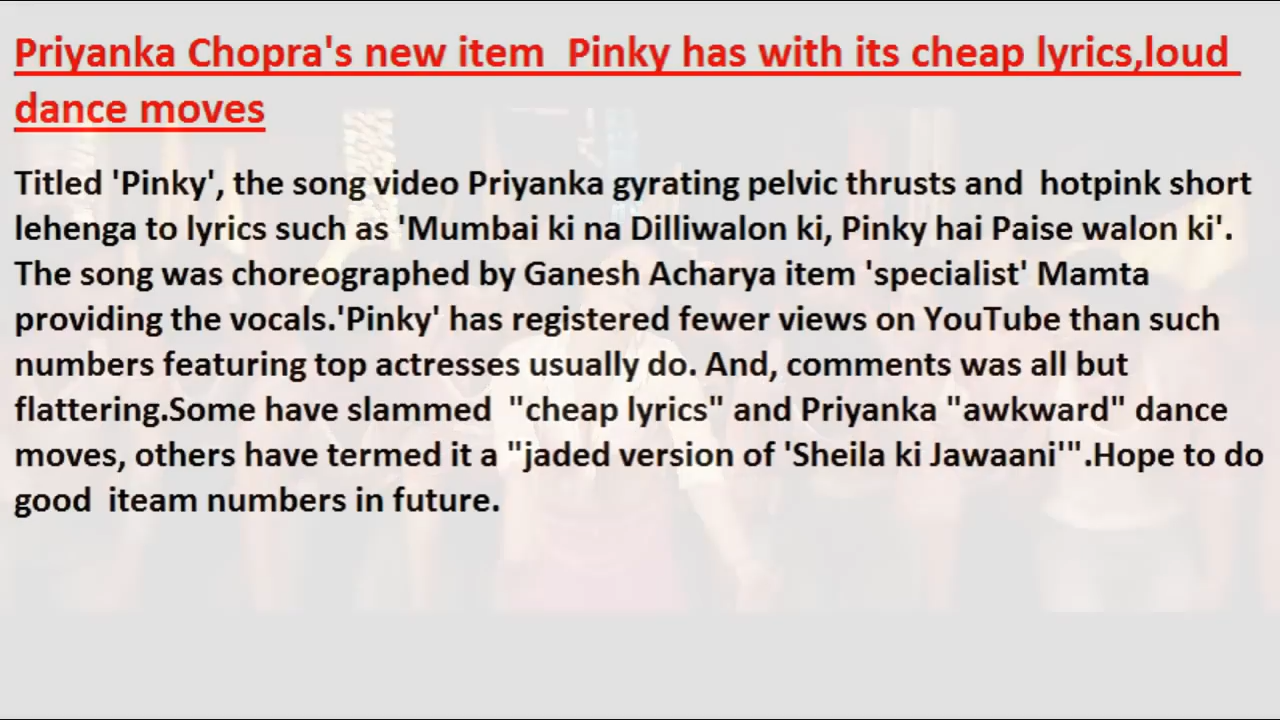 Priyanka Chopra's new item  Pinky has with its cheap lyrics,loud
dance moves
Titled 'Pinky', the song video Priyanka gyrating pelvic thrusts and  hotpink short
lehenga to lyrics such as 'Mumbai ki na Dilliwalon ki, Pinky hai Paise walon ki'.
The song was choreographed by Ganesh Acharya item 'specialist' Mamta
providing the vocals.'Pinky' has registered fewer views on YouTube than such
numbers featuring top actresses usually do. And, comments was all but
flattering.Some have slammed  "cheap lyrics" and Priyanka "awkward" dance
moves, others have termed it a "jaded version of 'Sheila ki Jawaani'".Hope to do
good  iteam numbers in future.